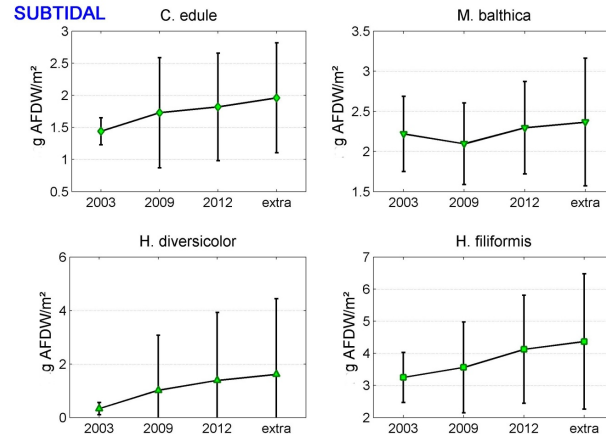 SUBTIDAL
C. edule
g AFDW/m²
3
2.5
2
1.5
1
0.5
2003 2009 2012 extra
M. balthica
g AFDW/m²
3.5
3
2.5
2
1.5
2003 2009 2012 extra
H. diversicolor
g AFDW/m²
6
4
2
0
2003 2009 2012 extra
H. filiformis
g AFDW/m²
7
6
5
4
3
2
2003 2009 2012 extra